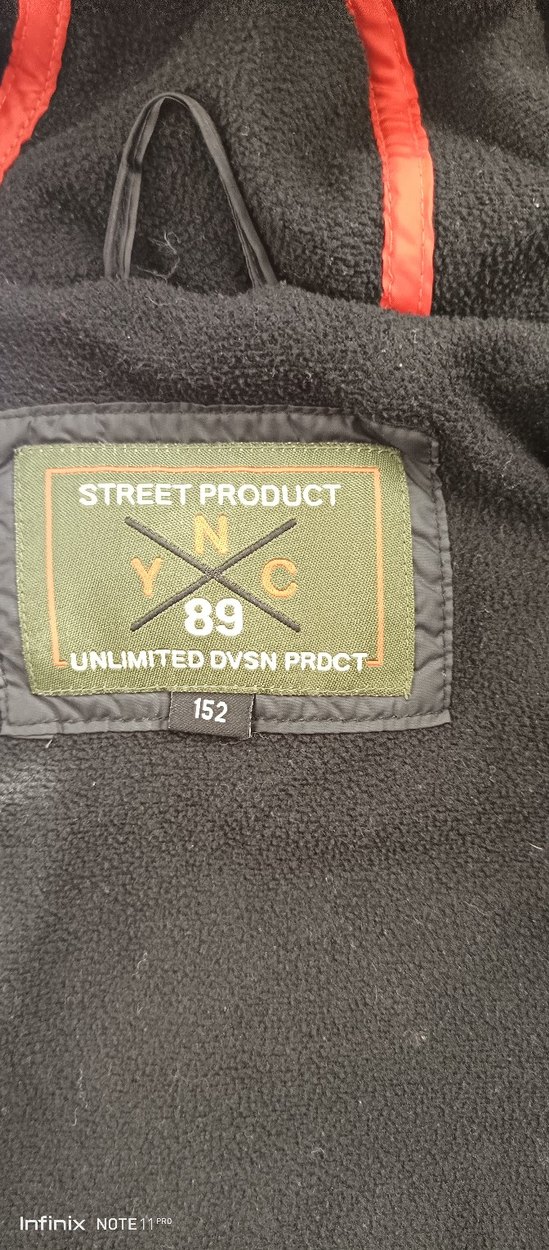 STREET PRODUCT
N
Y C
89
UNLIMITED DVSN PRDCT
152
Infinix NOTE 11 PRO